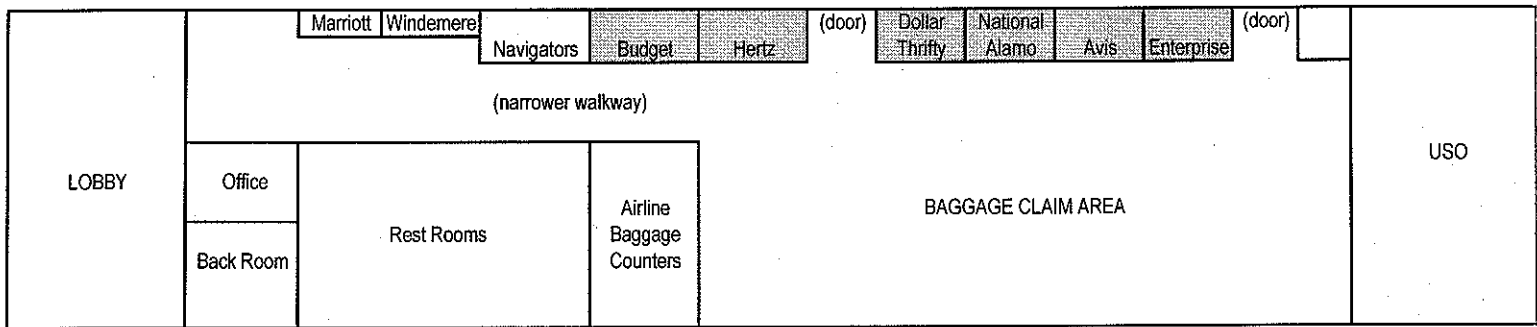 Marriott Windemere
Navigators
Budget
Hertz
(door)
Dollar
Thrifty
National
Alamo
Avis
Enterprise
(door)
(narrower walkway)
LOBBY
Office
Back Room
Rest Rooms
Airline
Baggage
Counters
BAGGAGE CLAIM AREA
USO